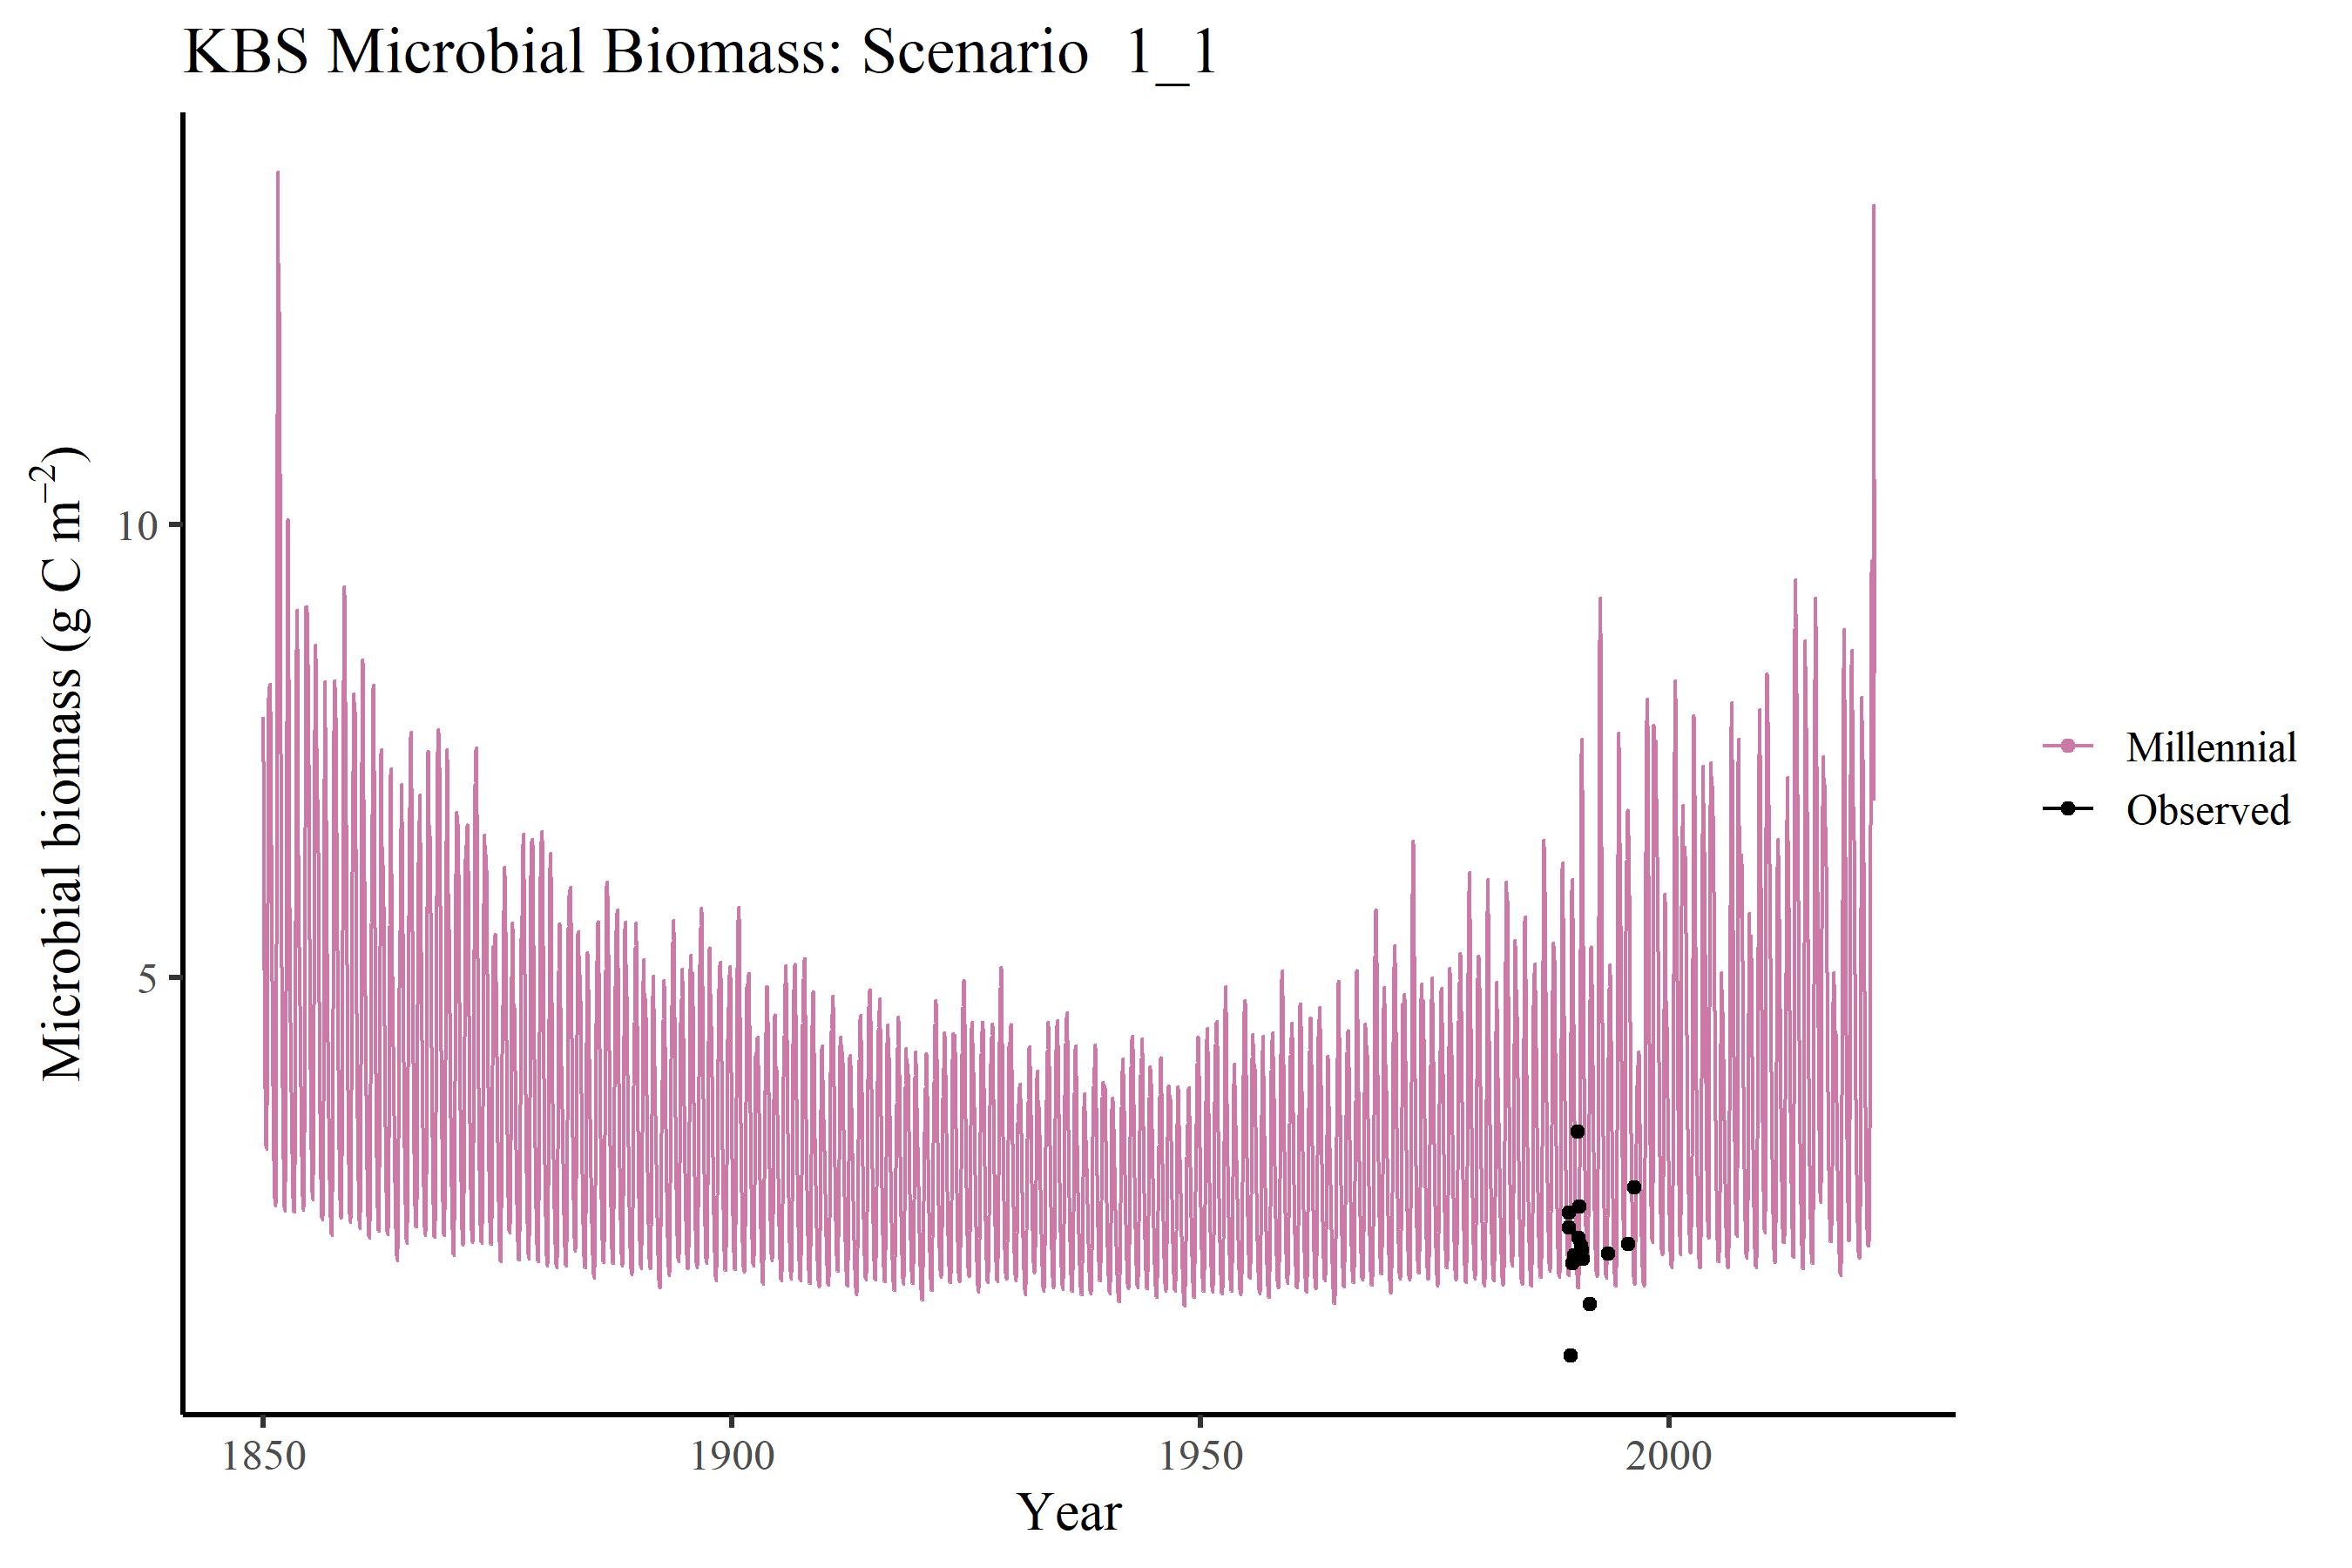 KBS Microbial Biomass: Scenario  1_1
Microbial biomass (g C m⁻²)
10
5
1850
1900
1950
2000
Year
Millennial
Observed